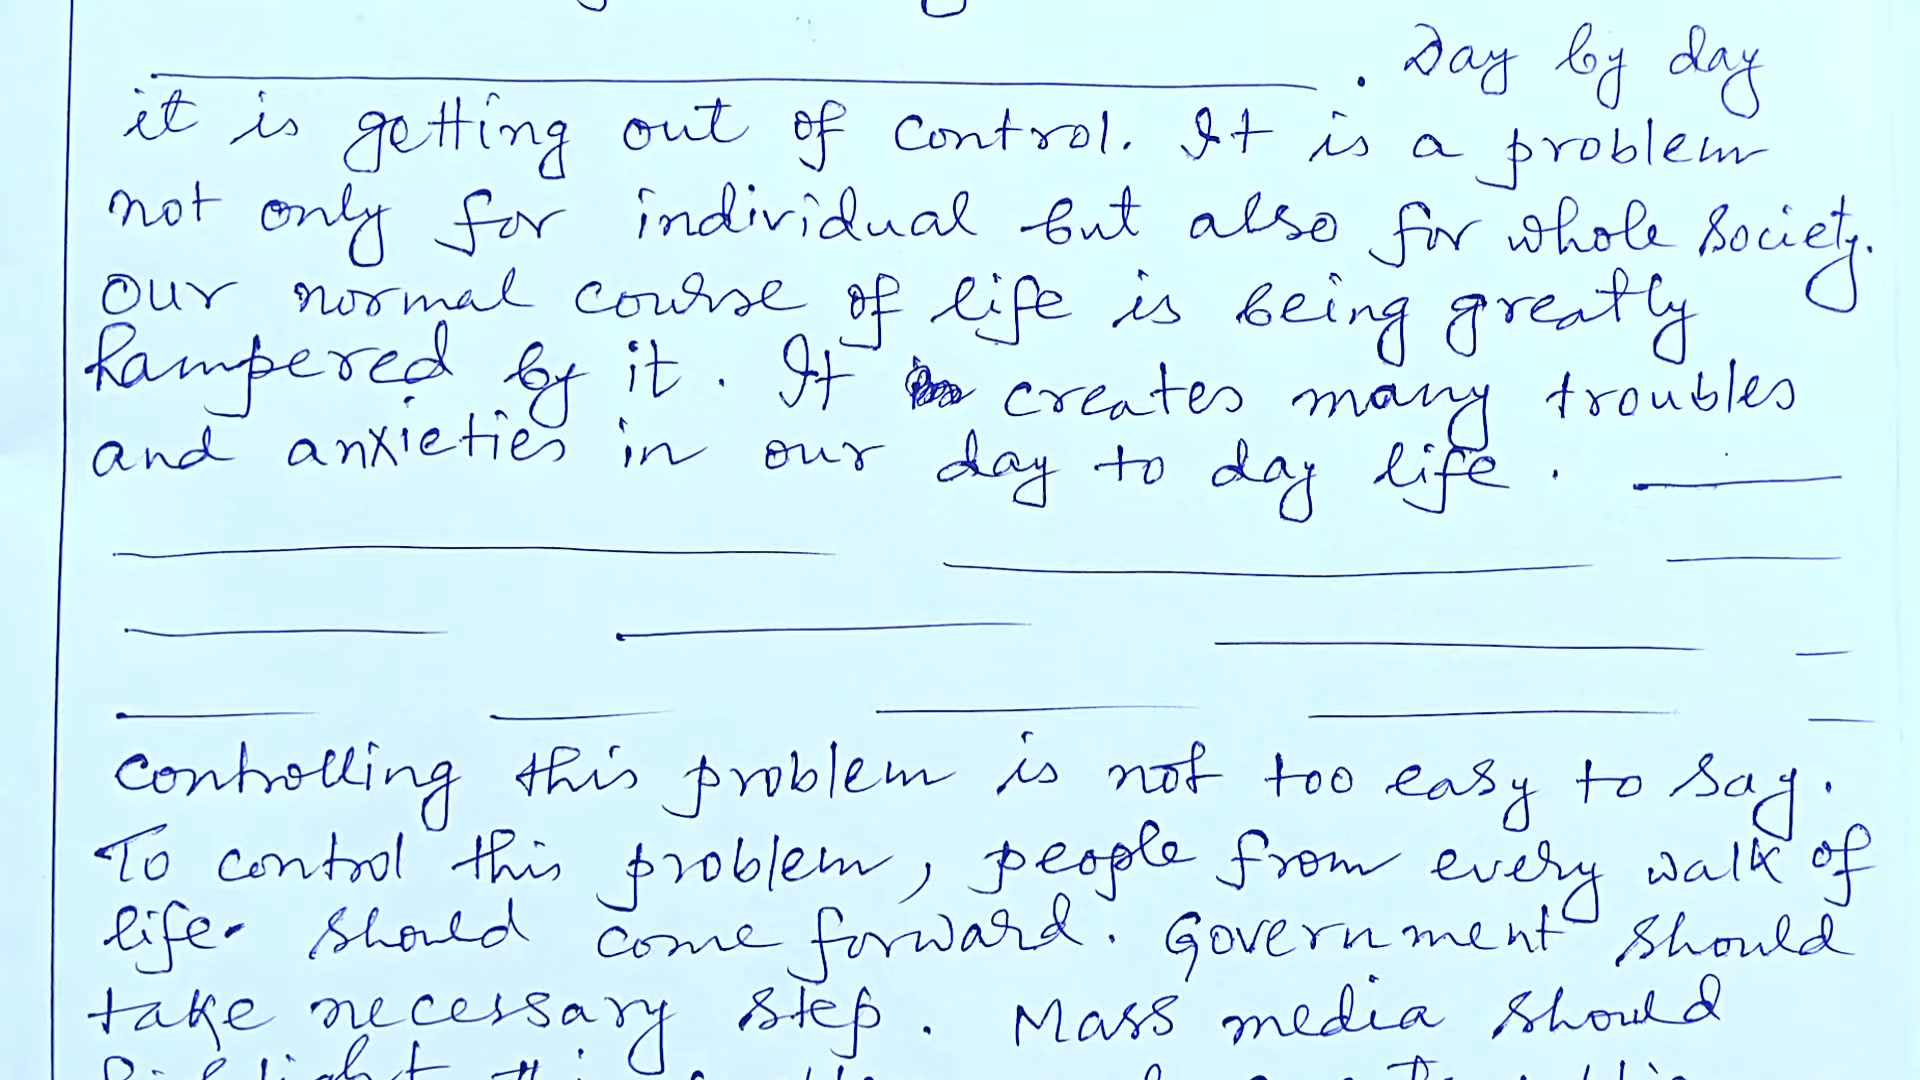 . Day by day
it is getting out of control. It is a problem
not only for individual but also for whole society.
Our normal course of life is being greatly
hampered by it. It creates many troubles
and anxieties in our day to day life.
controlling this problem is not too easy to say.
To control this problem, people from every walk of
life should come forward. Government should
take necessary step. Mass media should